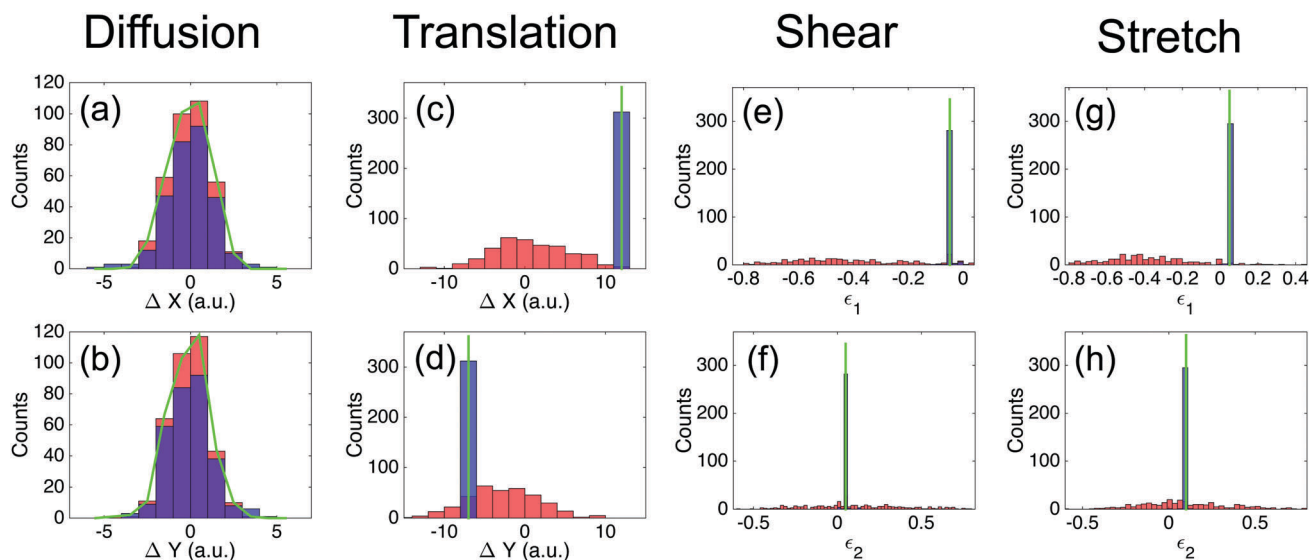 Diffusion Translation Shear Stretch
(a)
Counts
120
100
80
60
40
20
0
-5 0 5
Δ X (a.u.)
(c)
Counts
300
200
100
0
-10 0 10
Δ X (a.u.)
(e)
Counts
300
200
100
0
-0.8 -0.6 -0.4 -0.2 0
ϵ1
(g)
Counts
300
200
100
0
-0.8 -0.6 -0.4 -0.2 0 0.2 0.4
ϵ1
(b)
Counts
120
100
80
60
40
20
0
-5 0 5
Δ Y (a.u.)
(d)
Counts
300
200
100
0
-10 0 10
Δ Y (a.u.)
(f)
Counts
300
200
100
0
-0.5 0 0.5
ϵ2
(h)
Counts
300
200
100
0
-0.5 0 0.5
ϵ2